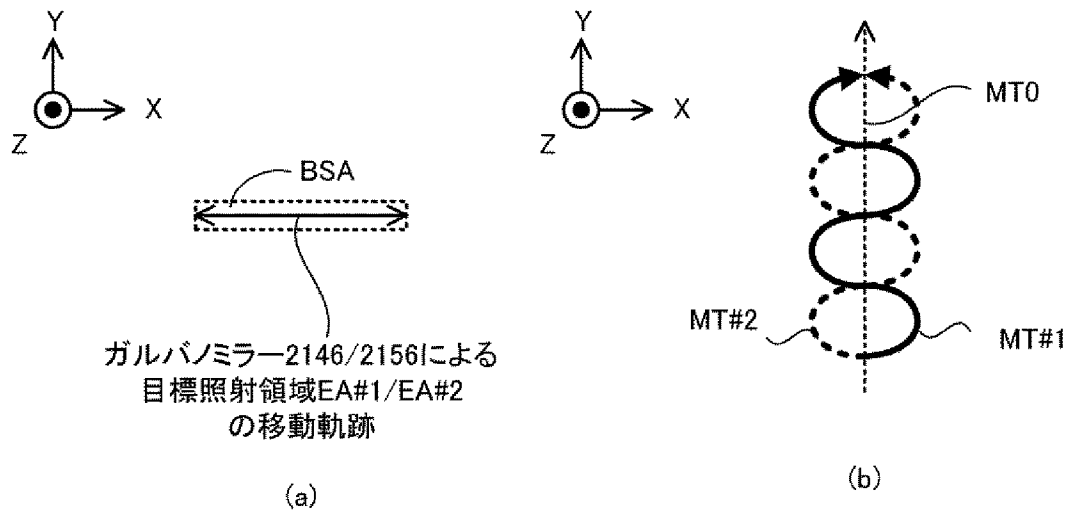 Y
X
Z
BSA
ガルバノミラー2146/2156による
目標照射領域EA#1/EA#2
の移動軌跡
(a)
Y
X
Z
MT0
MT#2
MT#1
(b)